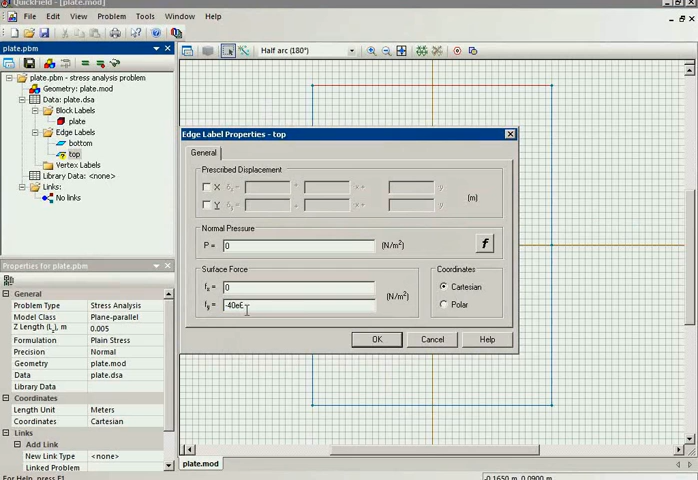 QuickField - [plate.mod]
File Edit View Problem Tools Window Help
Half arc (180°)
plate.pbm
plate.pbm - stress analysis problem
Geometry: plate.mod
Data: plate.dsa
Block Labels
plate
Edge Labels
bottom
top
Vertex Labels
Library Data: <none>
Links:
No links
Edge Label Properties - top
General
Prescribed Displacement
X = + x + y
Y = + x + y
(m)
Normal Pressure
P = 0 (N/m²)
Surface Force
fx = 0
fy = -40e6
(N/m²)
Coordinates
Cartesian
Polar
f
OK Cancel Help
Properties for plate.pbm
General
Problem Type Stress Analysis
Model Class Plane-parallel
Z Length (Lz), m 0.005
Formulation Plain Stress
Precision Normal
Geometry plate.mod
Data plate.dsa
Library Data
Coordinates
Length Unit Meters
Coordinates Cartesian
Links
Add Link
New Link Type <none>
Linked Problem
plate.mod
For Help, press F1
-0.1650 m, 0.0900 m